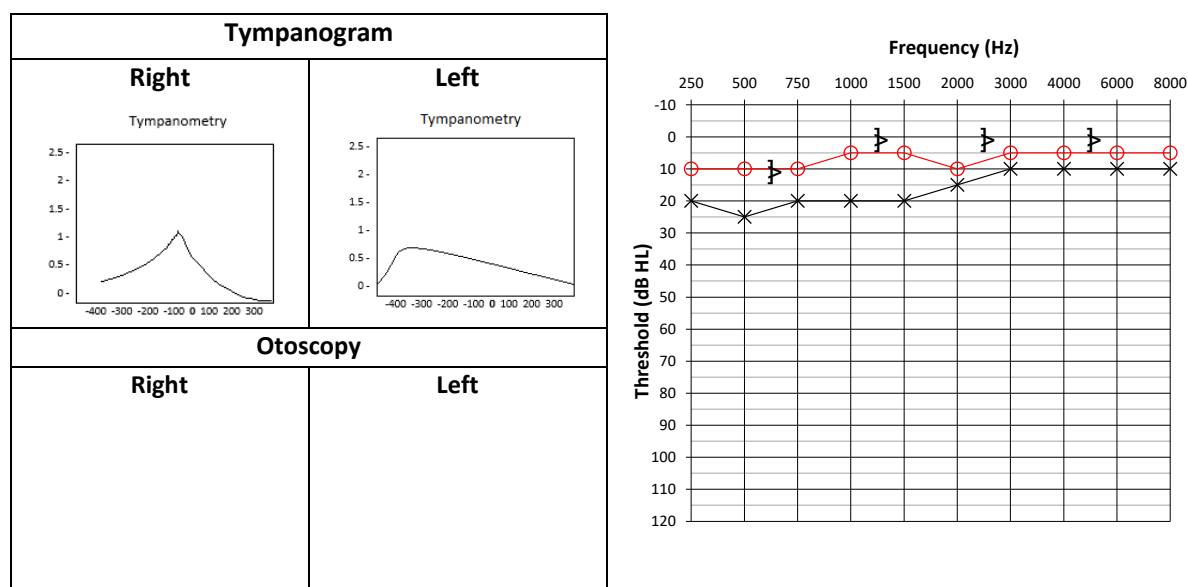 Tympanogram
Right
Left
Tympanometry
2.5 -
2 -
1.5 -
1 -
0.5 -
0 -
-400 -300 -200 -100 0 100 200 300
Tympanometry
2.5 -
2 -
1.5 -
1 -
0.5 -
0 -
-400 -300 -200 -100 0 100 200 300
Otoscopy
Right
Left
Frequency (Hz)
250 500 750 1000 1500 2000 3000 4000 6000 8000
Threshold (dB HL)
-10
0
10
20
30
40
50
60
70
80
90
100
110
120